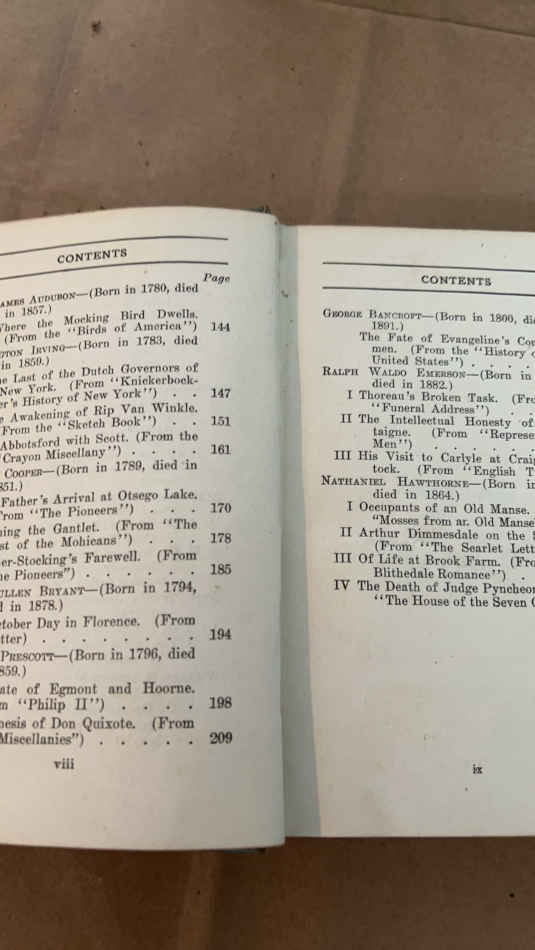 CONTENTS
Page
AMES AUDUBON—(Born in 1780, died
in 1857.)
Where the Mocking Bird Dwells.
(From the "Birds of America") 144
GTON IRVING—(Born in 1783, died
in 1859.)
e Last of the Dutch Governors of
New York. (From "Knickerbock-
er's History of New York") . . 147
e Awakening of Rip Van Winkle.
From the "Sketch Book") . . 151
Abbotsford with Scott. (From the
"Crayon Miscellany") . . . . 161
COOPER—(Born in 1789, died in
851.)
Father's Arrival at Otsego Lake.
From "The Pioneers") . . . 170
ning the Gantlet. (From "The
st of the Mohicans") . . . 178
er-Stocking's Farewell. (From
he Pioneers") . . . . . . 185
ULLEN BRYANT—(Born in 1794,
d in 1878.)
ctober Day in Florence. (From
tter) . . . . . . . . 194
PRESCOTT—(Born in 1796, died
859.)
ate of Egmont and Hoorne.
m "Philip II") . . . . 198
nesis of Don Quixote. (From
Miscellanies") . . . . . 209
viii
CONTENTS
GEORGE BANCROFT—(Born in 1800, di
1891.)
The Fate of Evangeline's Cou
men. (From the "History o
United States") . . . .
RALPH WALDO EMERSON—(Born in
died in 1882.)
I Thoreau's Broken Task. (Fro
"Funeral Address") . .
II The Intellectual Honesty of
taigne. (From "Represe
Men") . . . . . . .
III His Visit to Carlyle at Craig
tock. (From "English T
NATHANIEL HAWTHORNE—(Born in
died in 1864.)
I Occupants of an Old Manse.
"Mosses from ar. Old Manse
II Arthur Dimmesdale on the S
(From "The Scarlet Lett
III Of Life at Brook Farm. (Fro
Blithedale Romance") .
IV The Death of Judge Pyncheon
"The House of the Seven G
ix